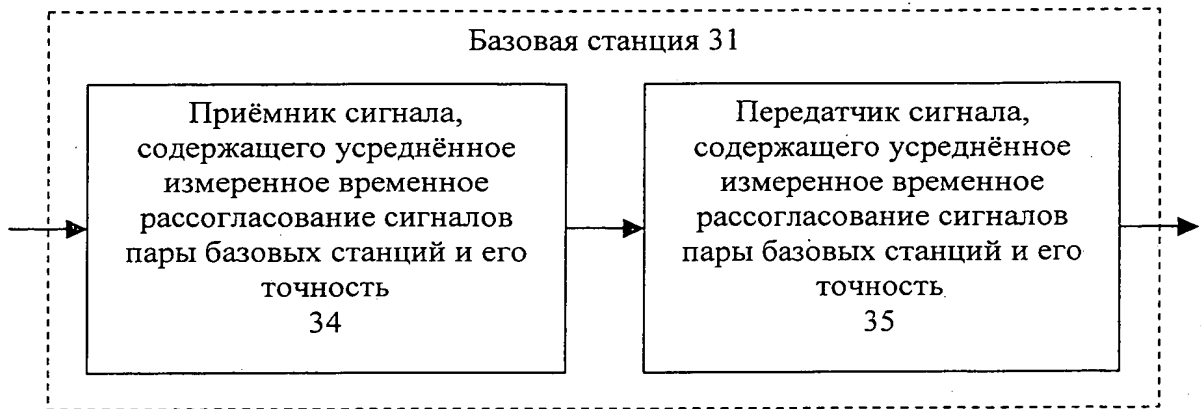 Базовая станция 31
Приёмник сигнала,
содержащего усреднённое
измеренное временное
рассогласование сигналов
пары базовых станций и его
точность
34
Передатчик сигнала,
содержащего усреднённое
измеренное временное
рассогласование сигналов
пары базовых станций и его
точность
35